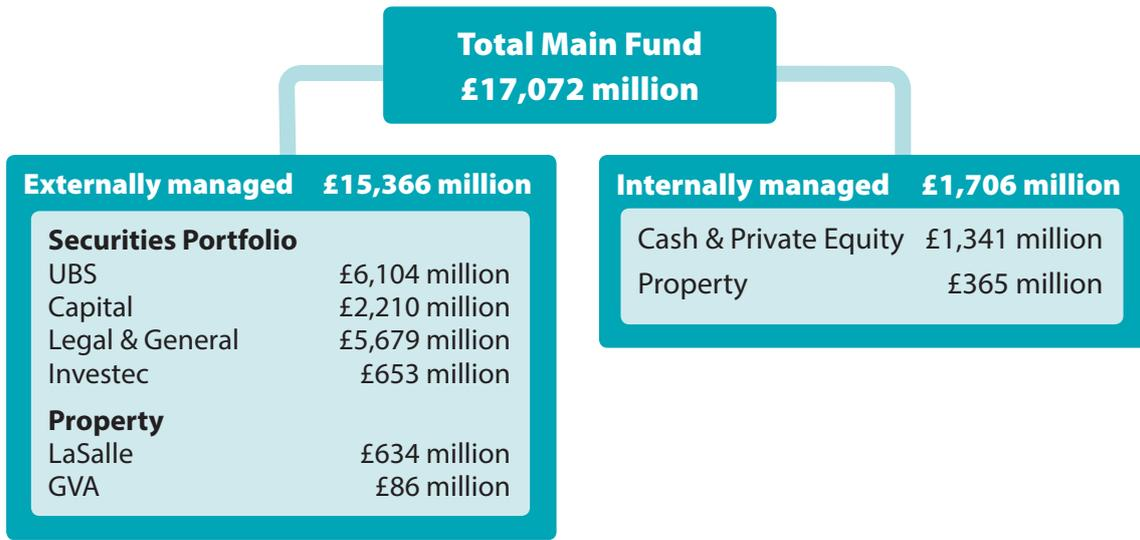 Total Main Fund
£17,072 million
Externally managed £15,366 million
Securities Portfolio
UBS £6,104 million
Capital £2,210 million
Legal & General £5,679 million
Investec £653 million
Property
LaSalle £634 million
GVA £86 million
Internally managed £1,706 million
Cash & Private Equity £1,341 million
Property £365 million